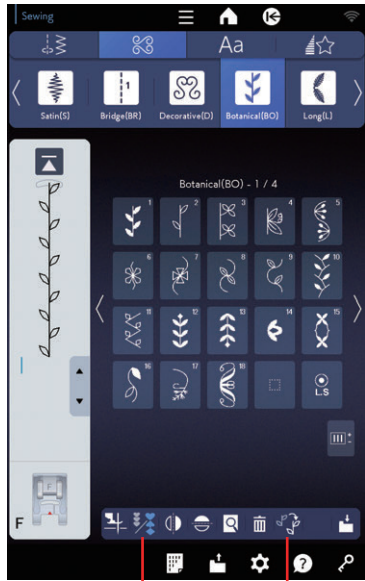 Sewing
Aa
1
Satin(S) Bridge(BR) Decorative(D) Botanical(BO) Long(L)
Botanical(BO) - 1 / 4
1 2 3 4 5
6 7 8 9 10
11 12 13 14 15
16 17 18 L.S
F
?